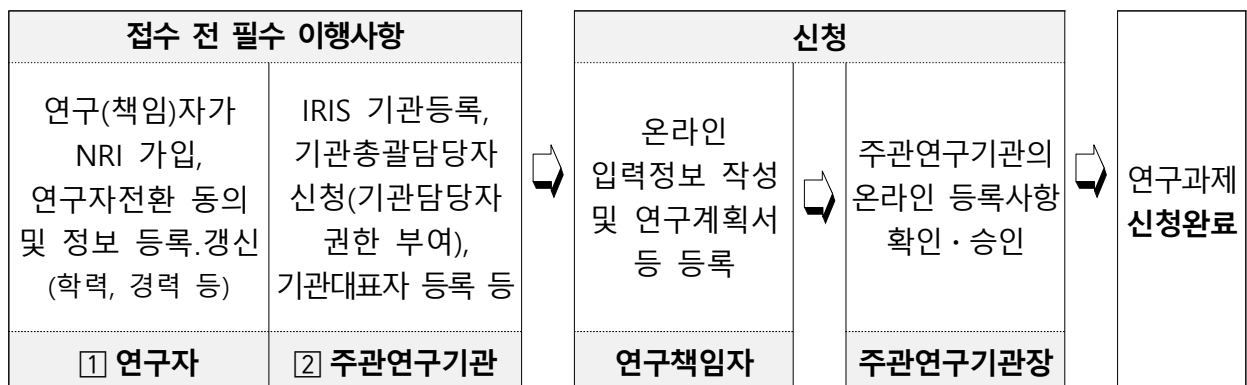 접수 전 필수 이행사항
연구(책임)자가
NRI 가입,
연구자전환 동의
및 정보 등록.갱신
(학력, 경력 등)
1 연구자
IRIS 기관등록,
기관총괄담당자
신청(기관담당자
권한 부여),
기관대표자 등록 등
2 주관연구기관
신청
온라인
입력정보 작성
및 연구계획서
등 등록
연구책임자
주관연구기관의
온라인 등록사항
확인・승인
주관연구기관장
연구과제
신청완료